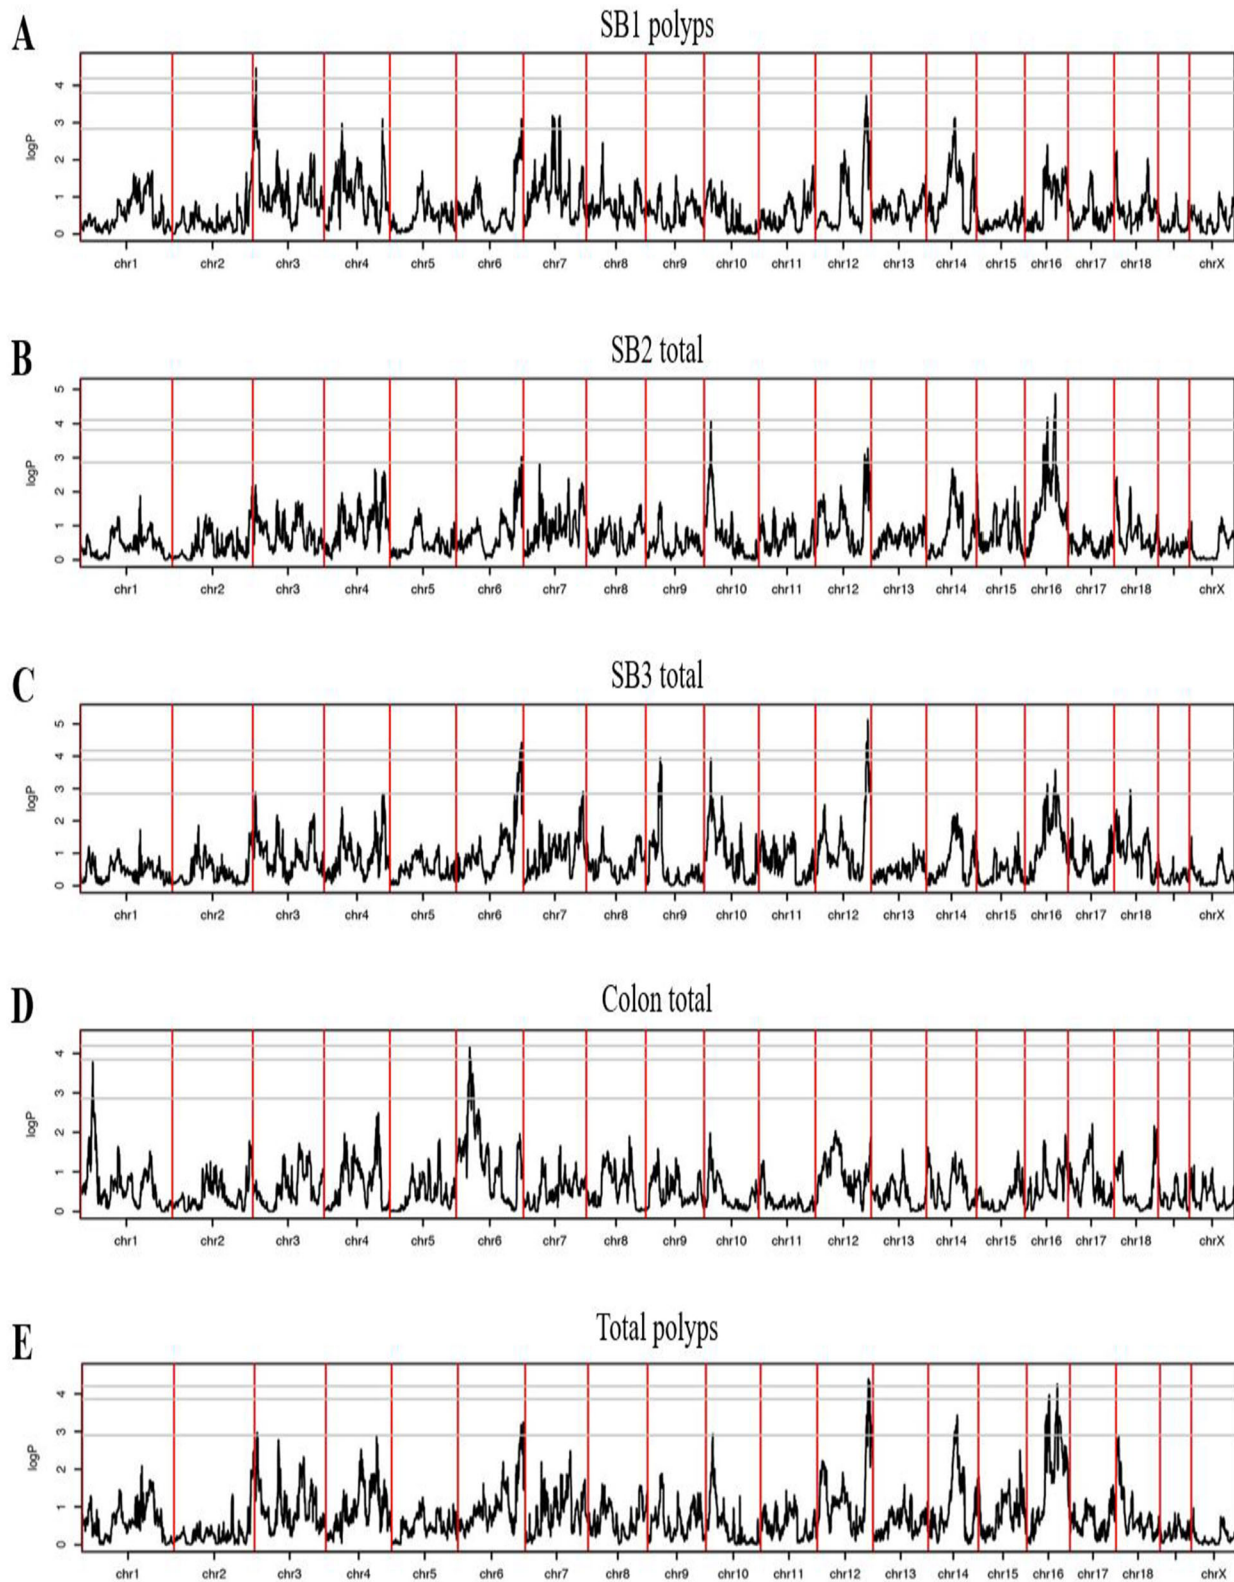 A
SB1 polyps
logP
4
3
2
1
0
chr1 chr2 chr3 chr4 chr5 chr6 chr7 chr8 chr9 chr10 chr11 chr12 chr13 chr14 chr15 chr16 chr17 chr18 chrX
B
SB2 total
logP
5
4
3
2
1
0
chr1 chr2 chr3 chr4 chr5 chr6 chr7 chr8 chr9 chr10 chr11 chr12 chr13 chr14 chr15 chr16 chr17 chr18 chrX
C
SB3 total
logP
5
4
3
2
1
0
chr1 chr2 chr3 chr4 chr5 chr6 chr7 chr8 chr9 chr10 chr11 chr12 chr13 chr14 chr15 chr16 chr17 chr18 chrX
D
Colon total
logP
4
3
2
1
0
chr1 chr2 chr3 chr4 chr5 chr6 chr7 chr8 chr9 chr10 chr11 chr12 chr13 chr14 chr15 chr16 chr17 chr18 chrX
E
Total polyps
logP
4
3
2
1
0
chr1 chr2 chr3 chr4 chr5 chr6 chr7 chr8 chr9 chr10 chr11 chr12 chr13 chr14 chr15 chr16 chr17 chr18 chrX